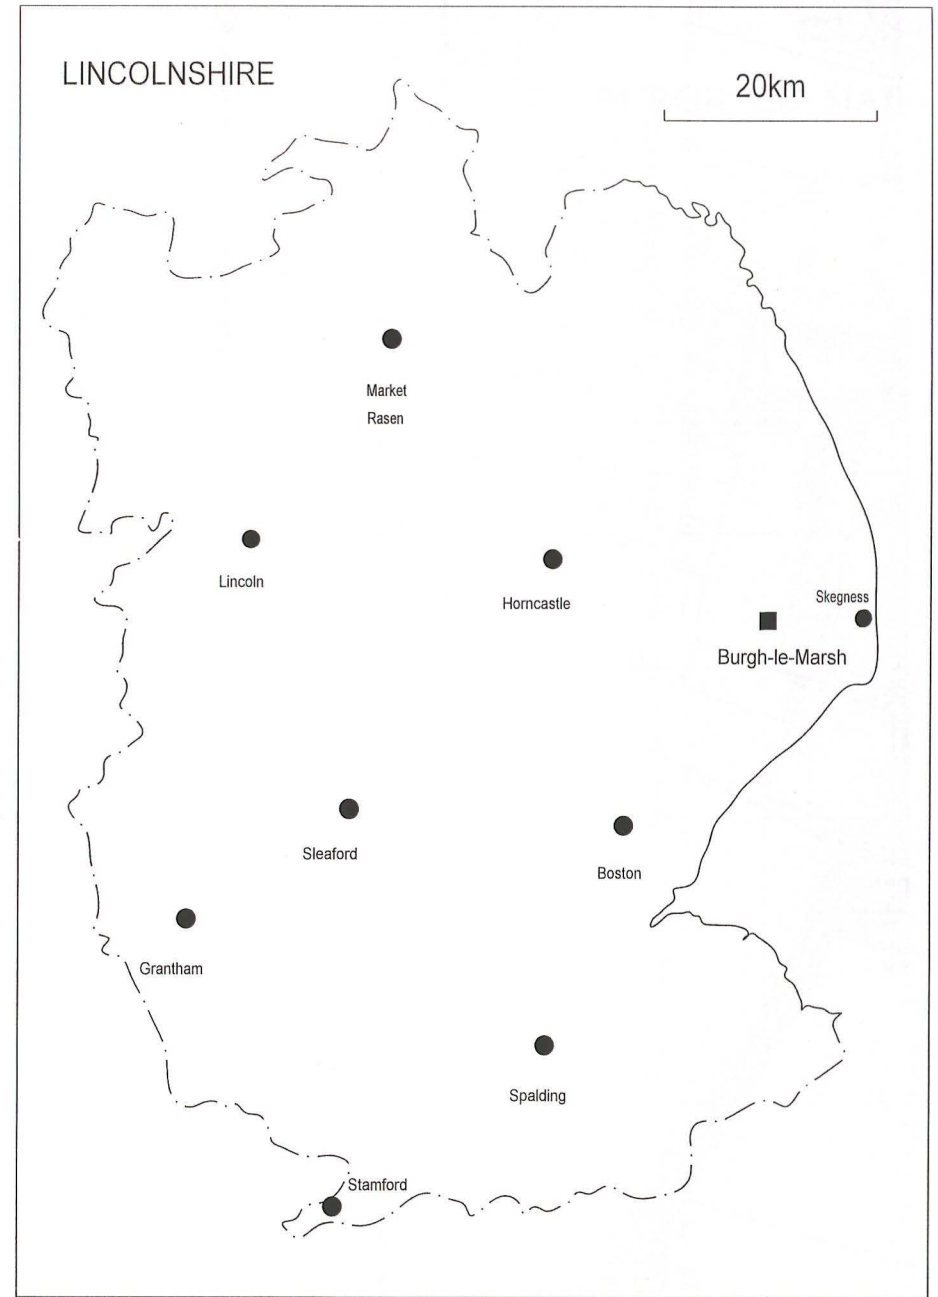 LINCOLNSHIRE
20km
Market
Rasen
Lincoln
Horncastle
Skegness
Burgh-le-Marsh
Sleaford
Boston
Grantham
Spalding
Stamford